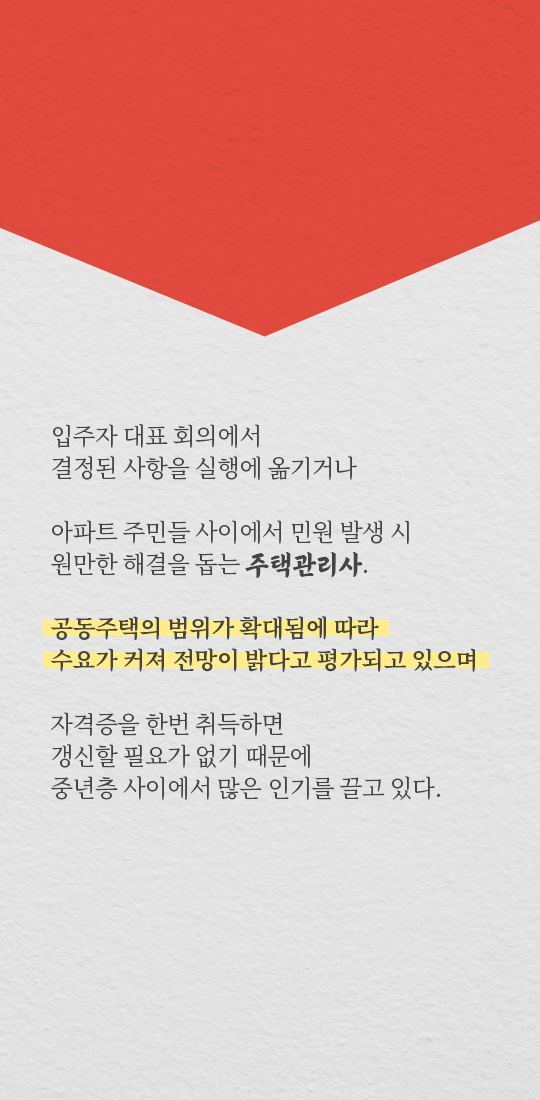 입주자 대표 회의에서
결정된 사항을 실행에 옮기거나
아파트 주민들 사이에서 민원 발생 시
원만한 해결을 돕는 주택관리사.
공동주택의 범위가 확대됨에 따라
수요가 커져 전망이 밝다고 평가되고 있으며
자격증을 한번 취득하면
갱신할 필요가 없기 때문에
중년층 사이에서 많은 인기를 끌고 있다.